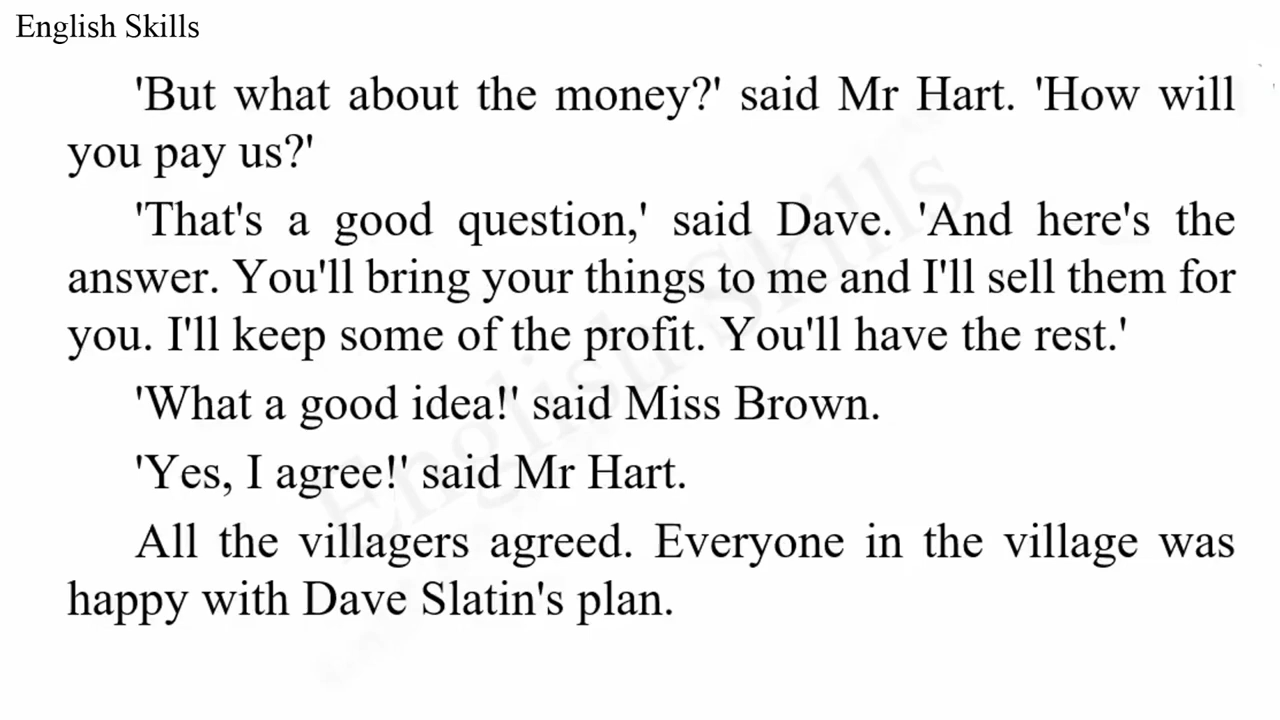 English Skills
'But what about the money?' said Mr Hart. 'How will
you pay us?'
'That's a good question,' said Dave. 'And here's the
answer. You'll bring your things to me and I'll sell them for
you. I'll keep some of the profit. You'll have the rest.'
'What a good idea!' said Miss Brown.
'Yes, I agree!' said Mr Hart.
All the villagers agreed. Everyone in the village was
happy with Dave Slatin's plan.
English Skills